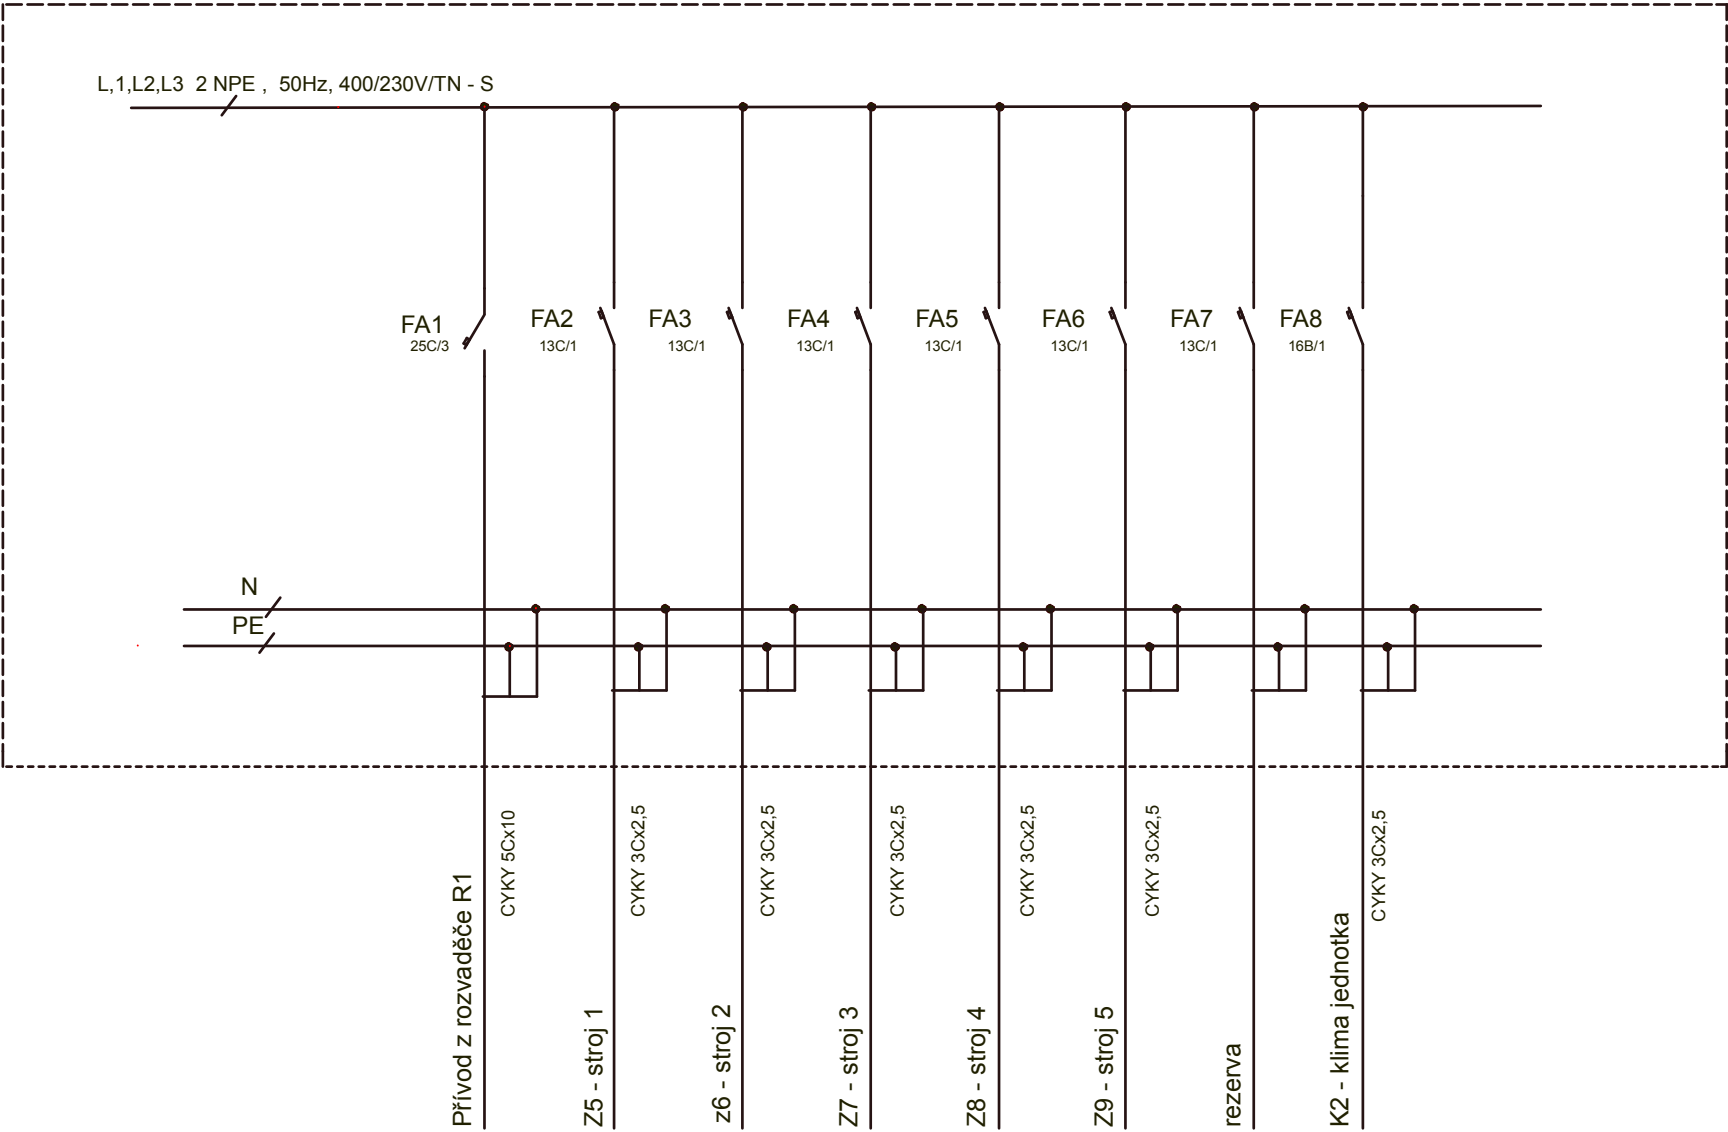 L,1,L2,L3 2 NPE , 50Hz, 400/230V/TN - S
FA1
25C/3
FA2
13C/1
FA3
13C/1
FA4
13C/1
FA5
13C/1
FA6
13C/1
FA7
13C/1
FA8
16B/1
N
PE
Přívod z rozvaděče R1
CYKY 5Cx10
Z5 - stroj 1
CYKY 3Cx2,5
z6 - stroj 2
CYKY 3Cx2,5
Z7 - stroj 3
CYKY 3Cx2,5
Z8 - stroj 4
CYKY 3Cx2,5
Z9 - stroj 5
CYKY 3Cx2,5
rezerva
K2 - klima jednotka
CYKY 3Cx2,5